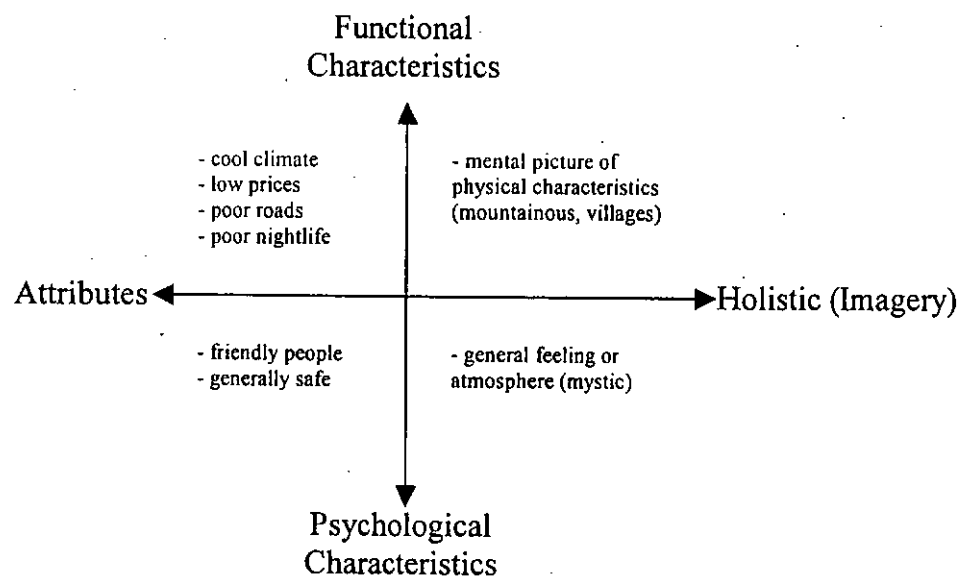 Functional
Characteristics
- cool climate
- low prices
- poor roads
- poor nightlife
- mental picture of
physical characteristics
(mountainous, villages)
Attributes
Holistic (Imagery)
- friendly people
- generally safe
- general feeling or
atmosphere (mystic)
Psychological
Characteristics